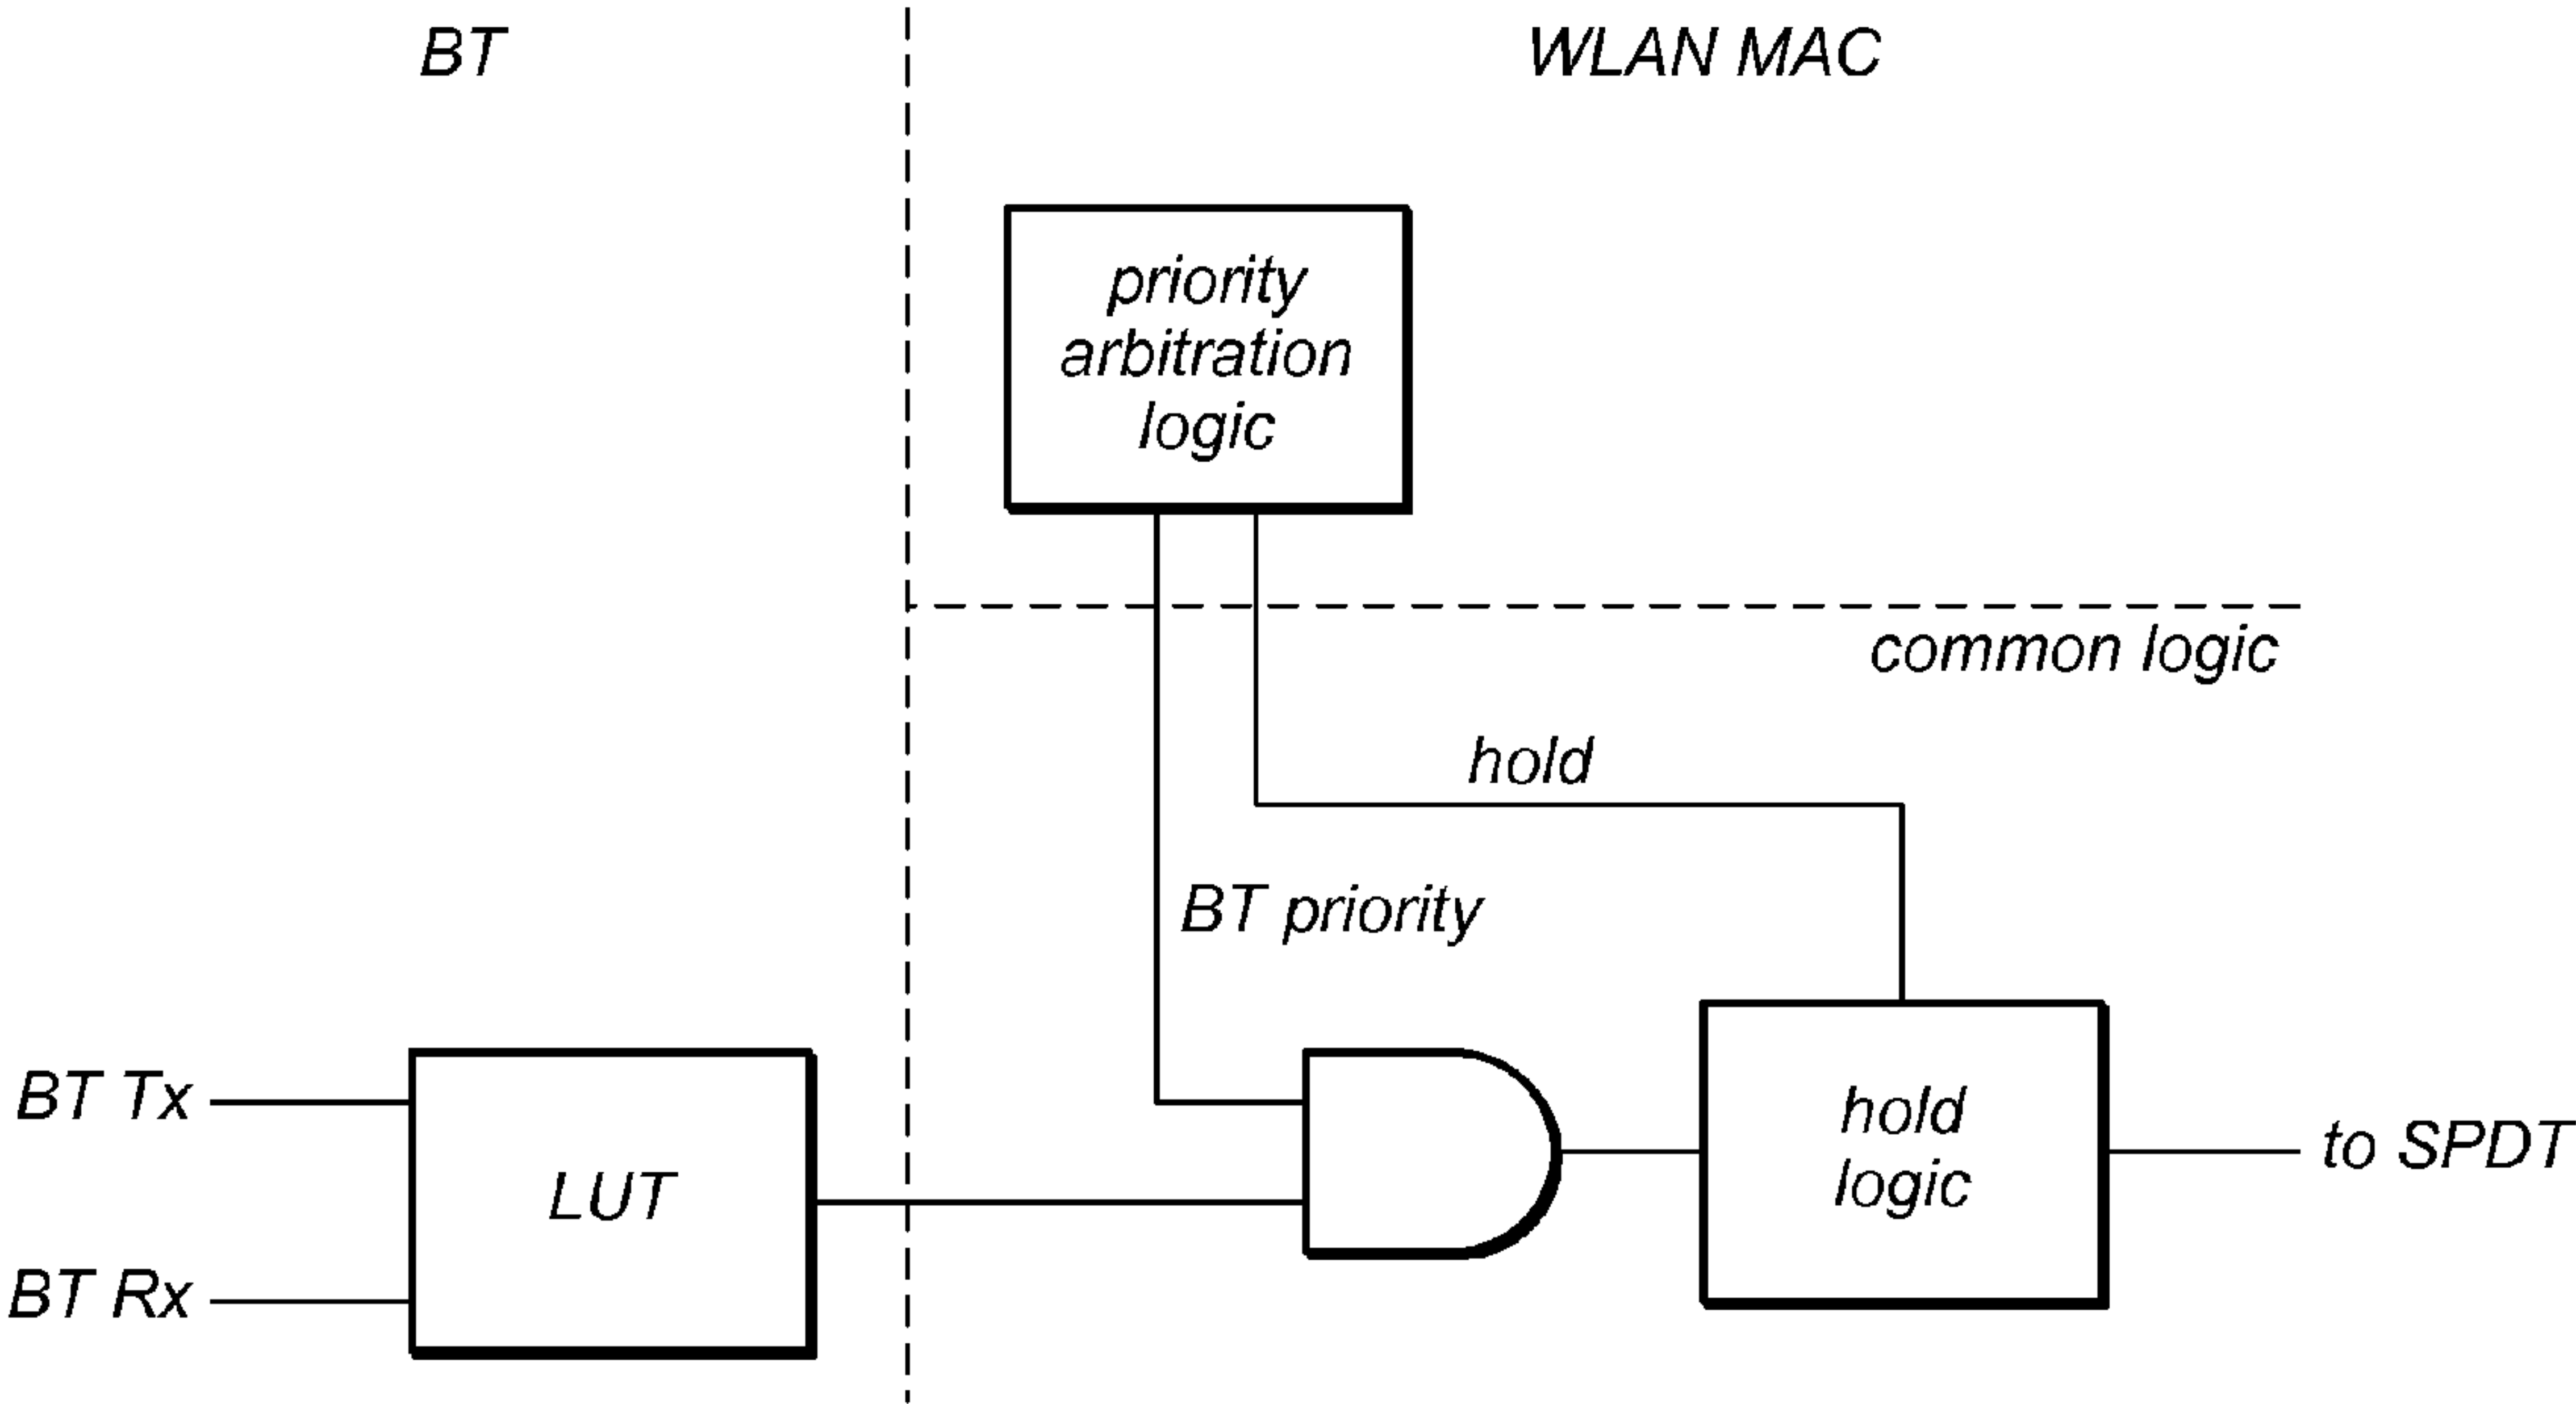 BT
WLAN MAC
priority
arbitration
logic
common logic
hold
BT priority
BT Tx
LUT
BT Rx
hold
logic
to SPDT